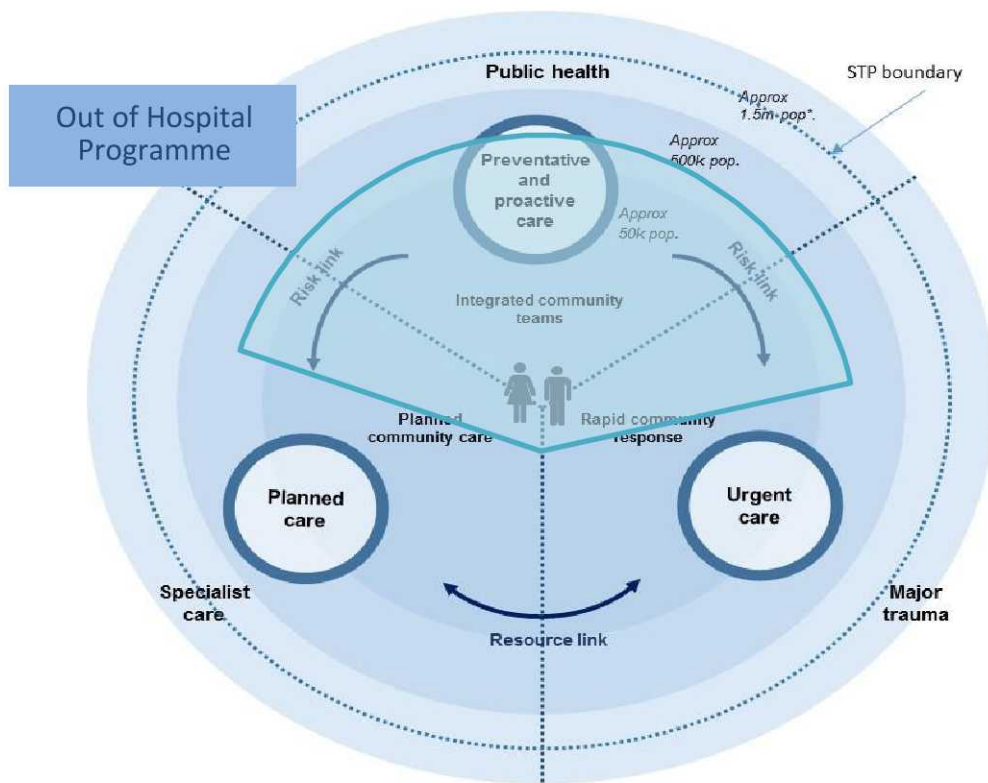 Public health
STP boundary
Out of Hospital
Programme
Approx
1.5m pop*.
Approx
500k pop.
Preventative
and
proactive
care
Approx
50k pop.
Risk link
Risk link
Integrated community
teams
Planned
community care
Rapid community
response
Planned
care
Urgent
care
Specialist
care
Major
trauma
Resource link